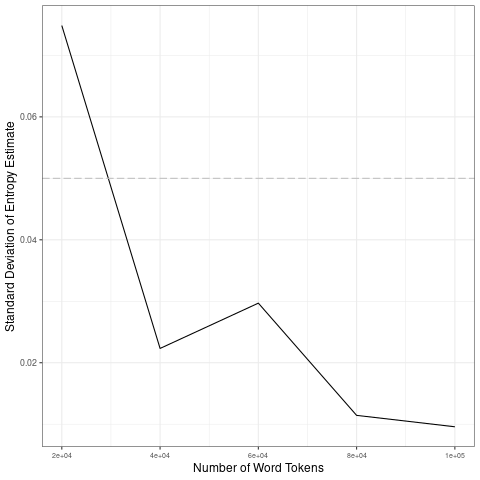 Standard Deviation of Entropy Estimate
0.06
0.04
0.02
2e+04 4e+04 6e+04 8e+04 1e+05
Number of Word Tokens